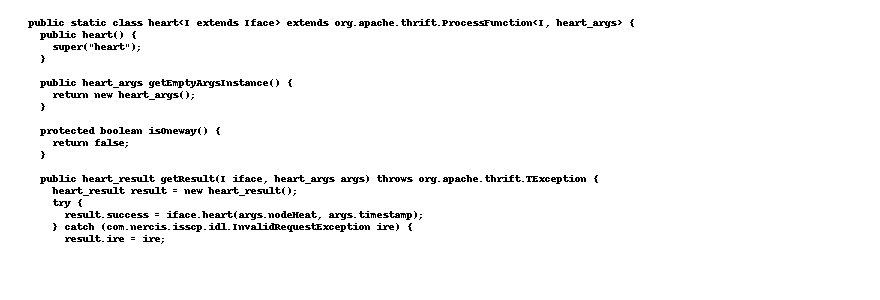 public static class heart<I extends Iface> extends org.apache.thrift.ProcessFunction<I, heart_args> {
public heart() {
super("heart");
}
public heart_args getEmptyArgsInstance() {
return new heart_args();
}
protected boolean isOneway() {
return false;
}
public heart_result getResult(I iface, heart_args args) throws org.apache.thrift.TException {
heart_result result = new heart_result();
try {
result.success = iface.heart(args.nodeHeat, args.timestamp);
} catch (com.nercis.isscp.idl.InvalidRequestException ire) {
result.ire = ire;